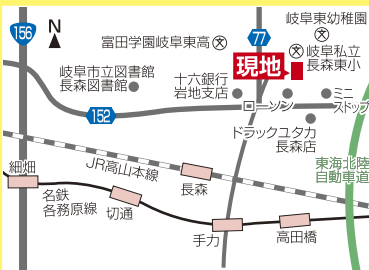 156
N
富田学園岐阜東高
文
77
岐阜東幼稚園
文
岐阜私立
長森東小
現地
岐阜市立図書館
長森図書館
十六銀行
岩地支店
ローソン
ミニ
ストップ
152
ドラックユタカ
長森店
細畑
JR高山本線
長森
東海北陸
自動車道
名鉄
各務原線
切通
手力
高田橋